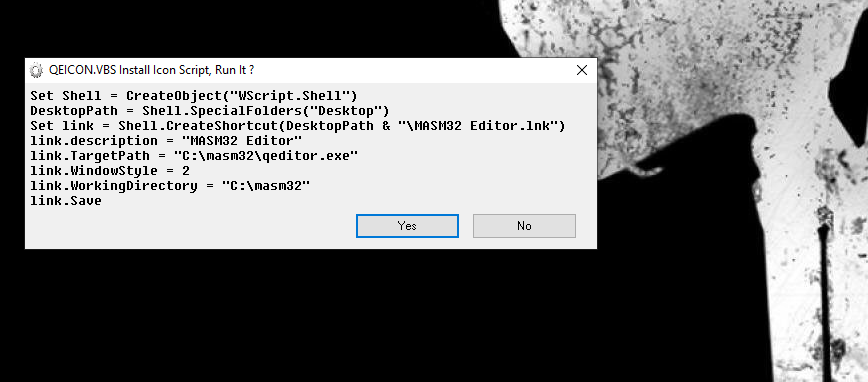 QEICON.VBS Install Icon Script, Run It ?
Set Shell = CreateObject("WScript.Shell")
DesktopPath = Shell.SpecialFolders("Desktop")
Set link = Shell.CreateShortcut(DesktopPath & "\MASM32 Editor.lnk")
link.description = "MASM32 Editor"
link.TargetPath = "C:\masm32\qeditor.exe"
link.WindowStyle = 2
link.WorkingDirectory = "C:\masm32"
link.Save
Yes No